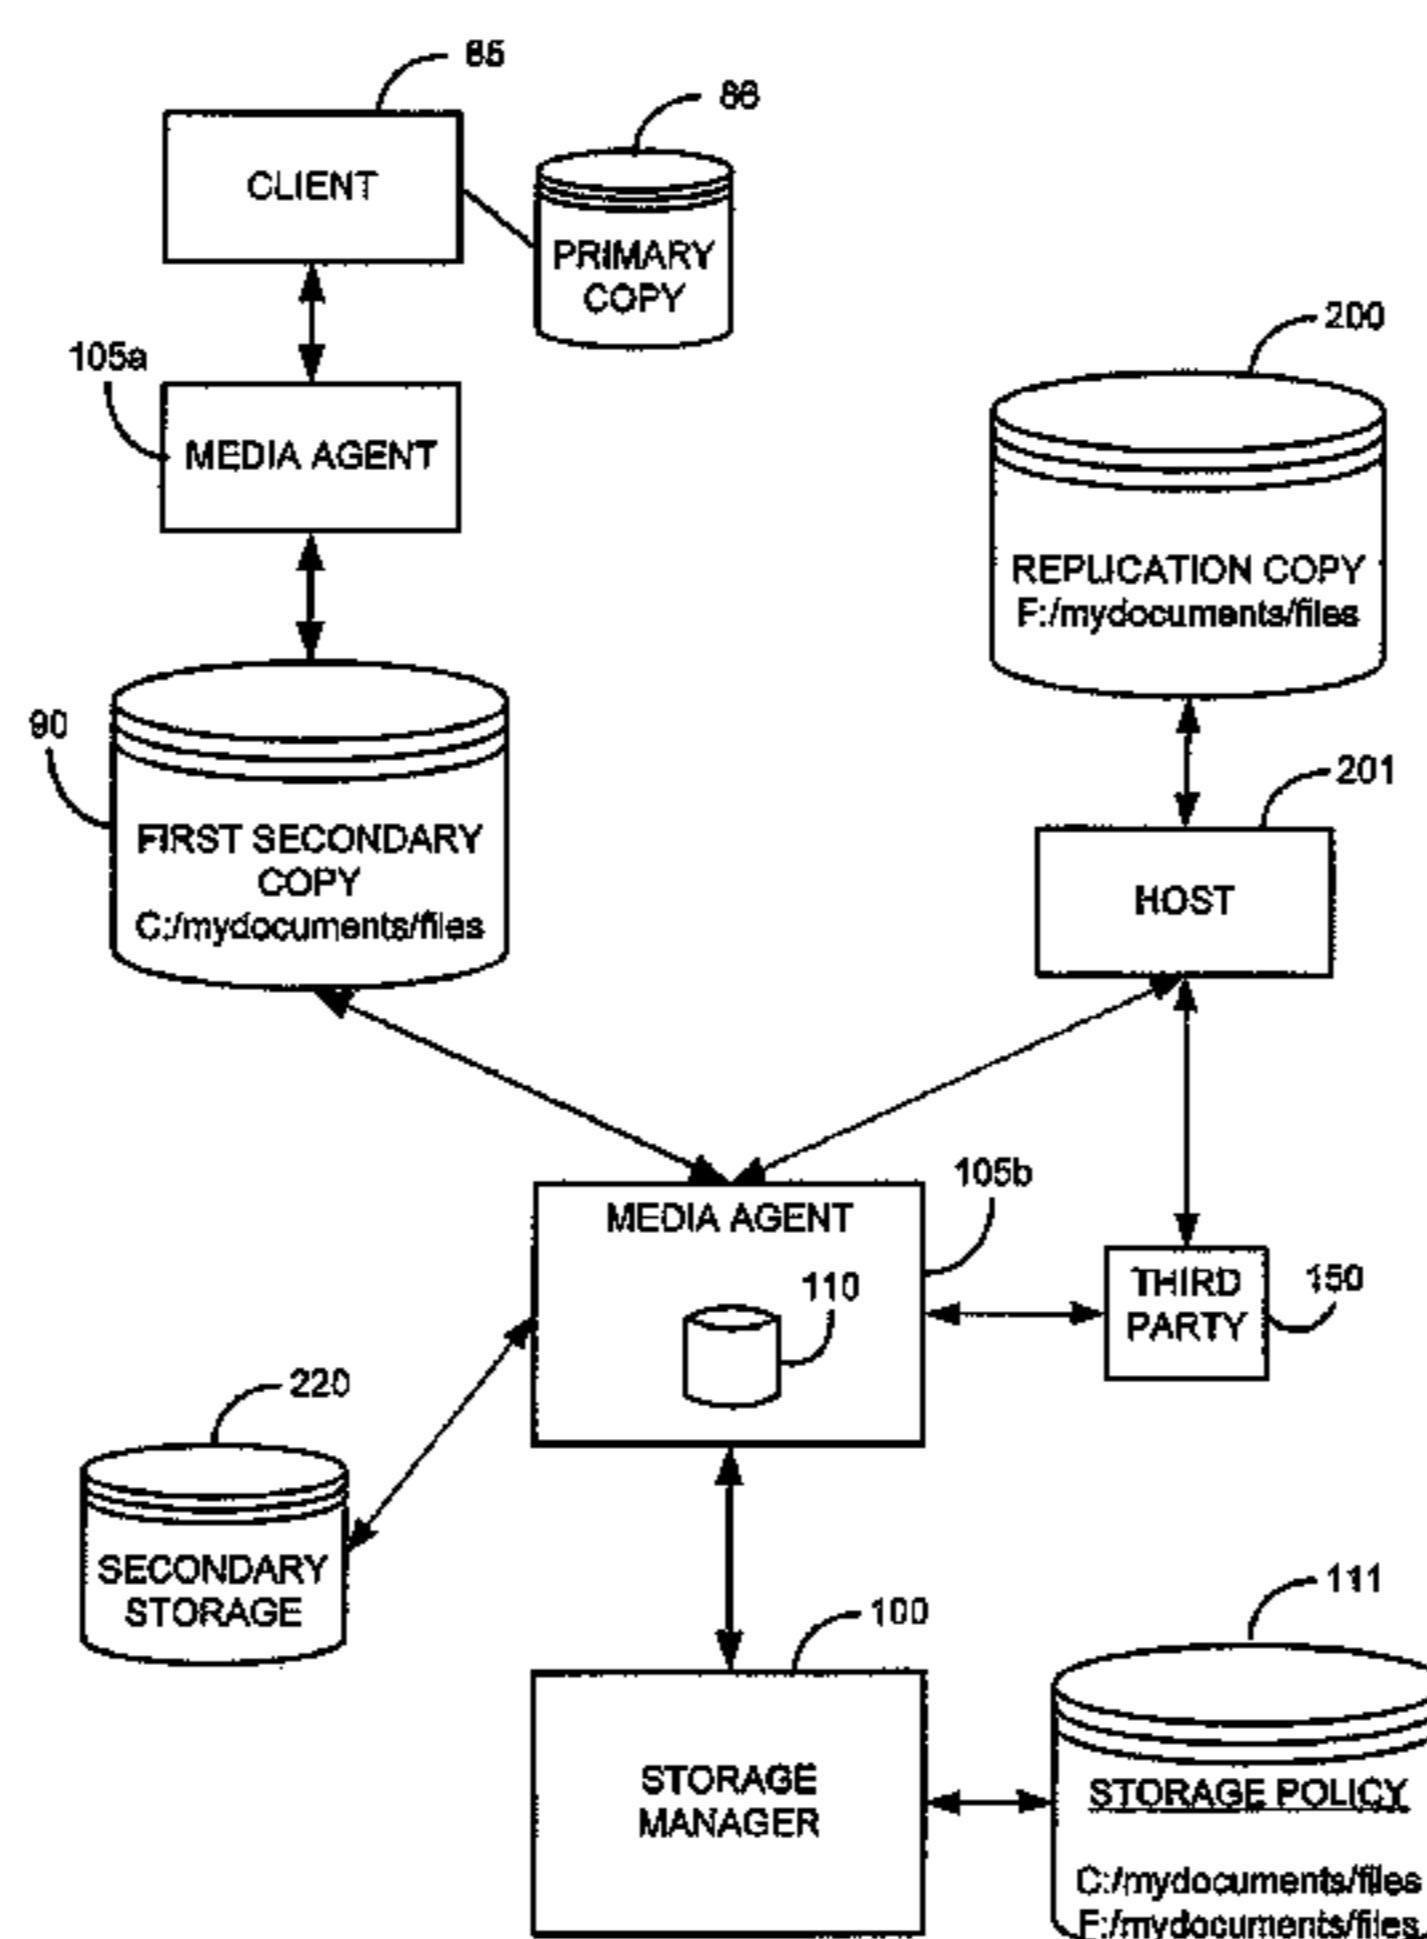 85
CLIENT
86
PRIMARY
COPY
105a
MEDIA AGENT
200
REPLICATION COPY
F:/mydocuments/files
90
FIRST SECONDARY
COPY
C:/mydocuments/files
201
HOST
105b
MEDIA AGENT
110
THIRD
PARTY
150
220
SECONDARY
STORAGE
100
STORAGE
MANAGER
111
STORAGE POLICY
C:/mydocuments/files
F:/mydocuments/files